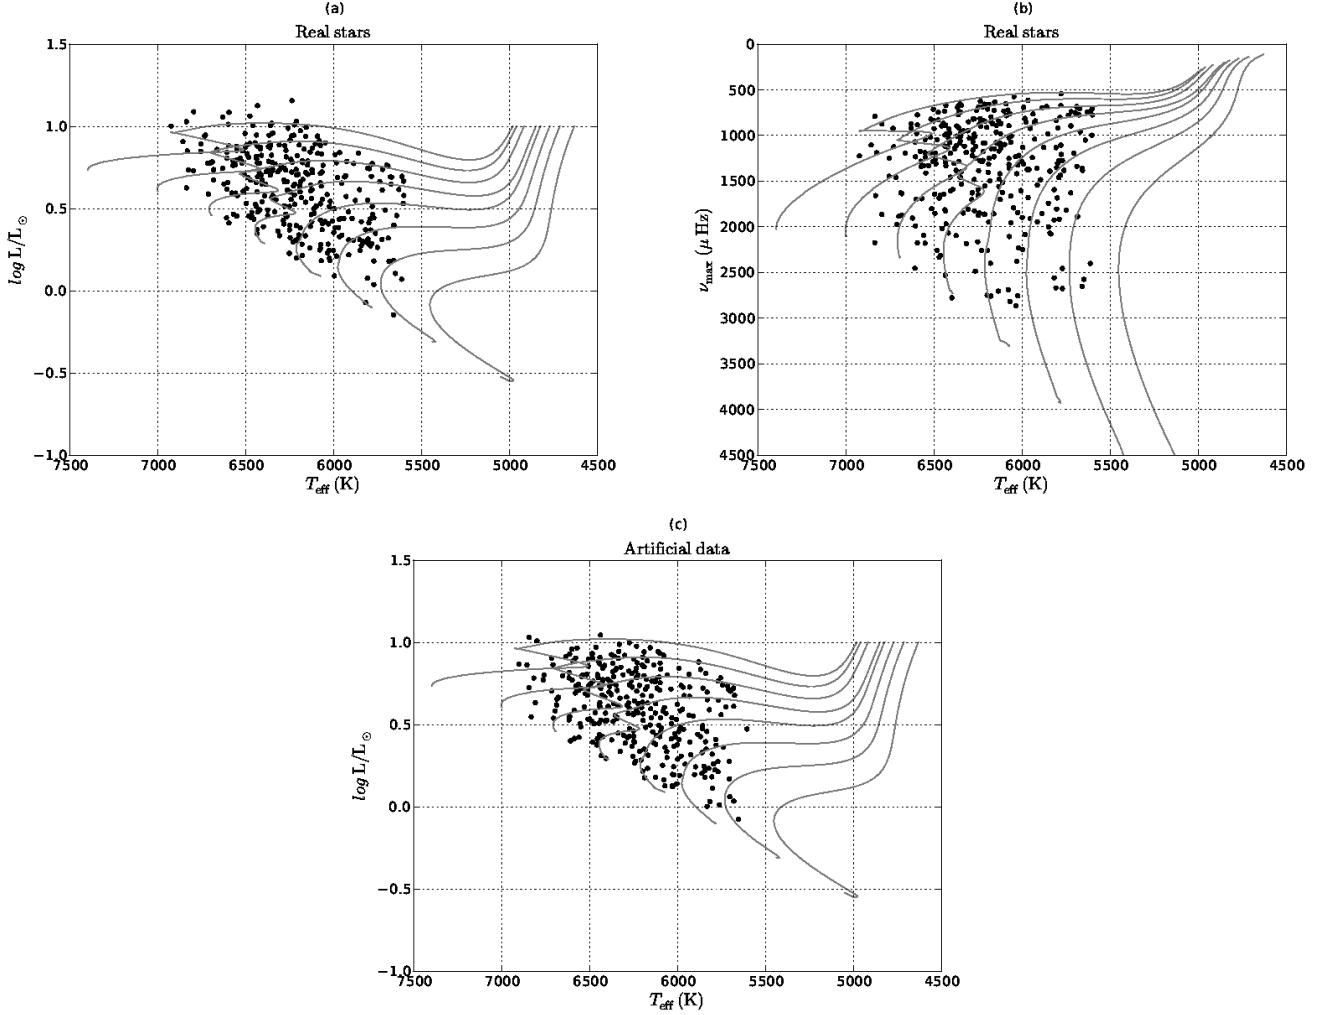 (a)
Real stars
1.5
1.0
0.5
0.0
−0.5
−1.0
log L/L☉
7500 7000 6500 6000 5500 5000 4500
Teff (K)
(b)
Real stars
0
500
1000
1500
2000
2500
3000
3500
4000
4500
νmax (μ Hz)
7500 7000 6500 6000 5500 5000 4500
Teff (K)
(c)
Artificial data
1.5
1.0
0.5
0.0
−0.5
−1.0
log L/L☉
7500 7000 6500 6000 5500 5000 4500
Teff (K)